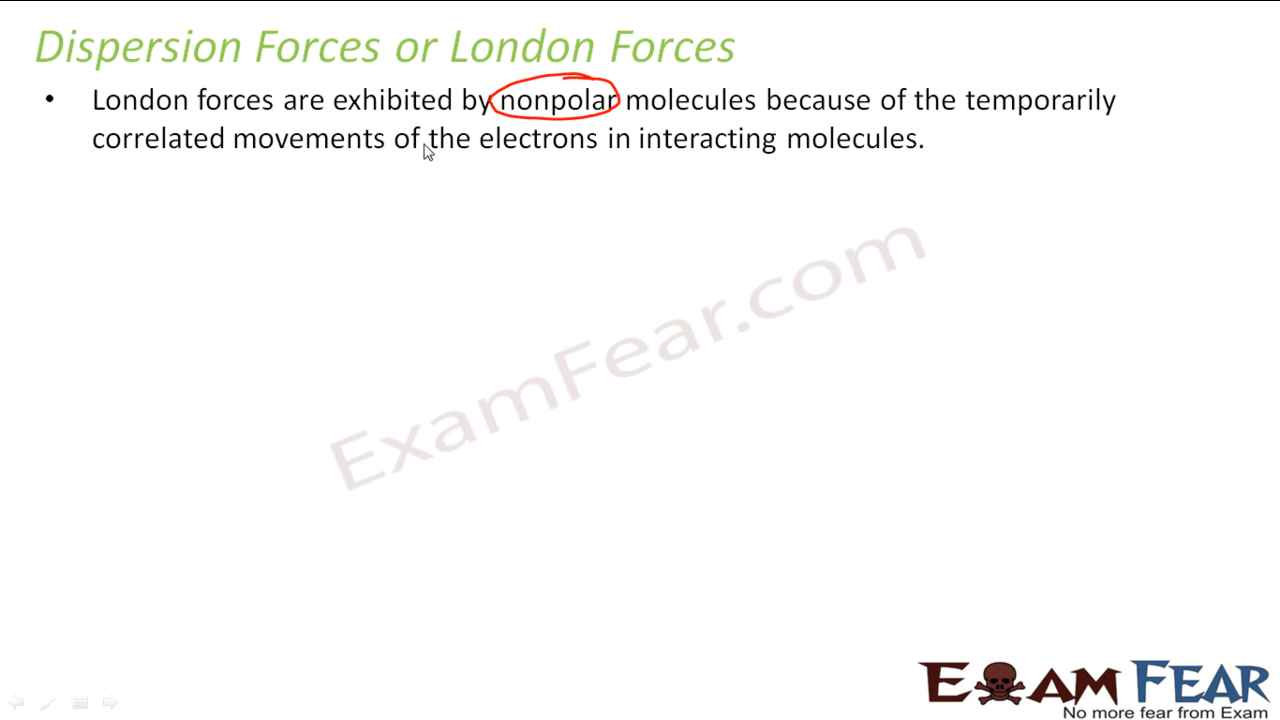 Dispersion Forces or London Forces
• London forces are exhibited by nonpolar molecules because of the temporarily
correlated movements of the electrons in interacting molecules.
ExamFear.com
EXAM FEAR
No more fear from Exam